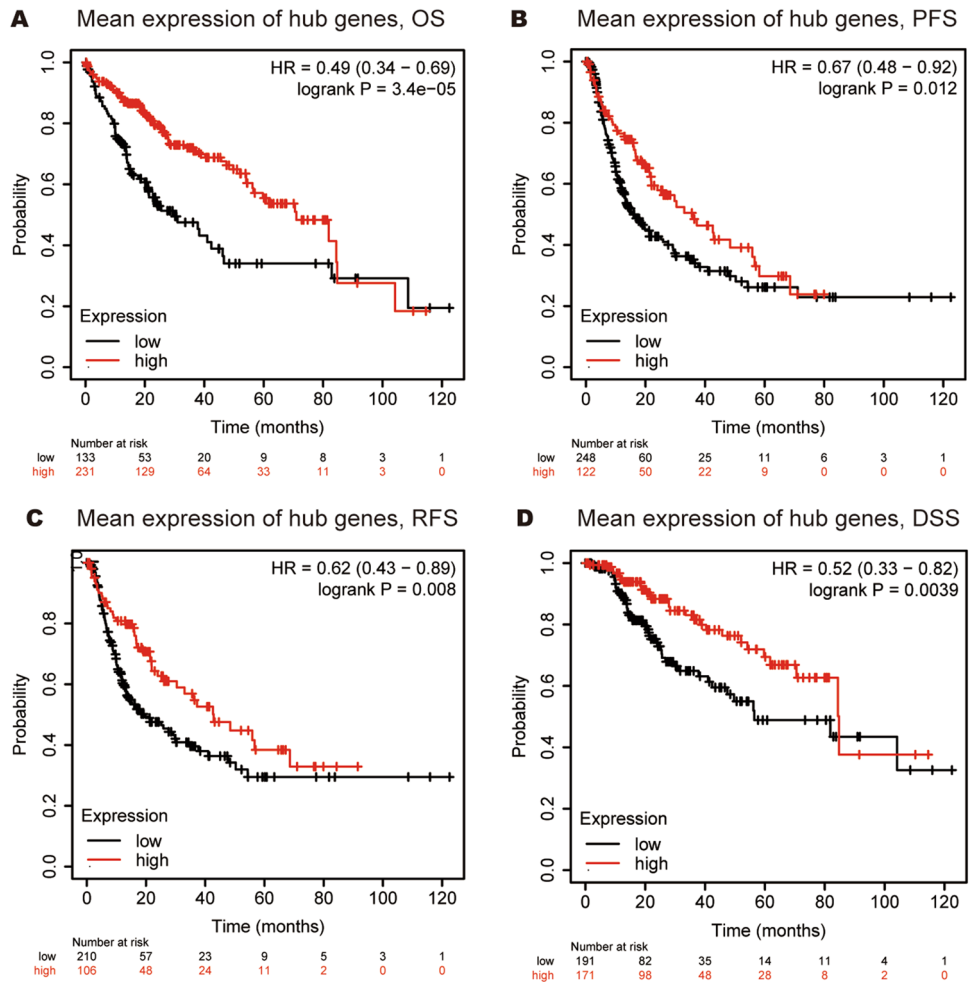 A Mean expression of hub genes, OS
HR = 0.49 (0.34 − 0.69)
logrank P = 3.4e−05
Probability
1.0
0.8
0.6
0.4
0.2
0.0
Expression
low
high
0 20 40 60 80 100 120
Time (months)
Number at risk
low 133 53 20 9 8 3 1
high 231 129 64 33 11 3 0
B Mean expression of hub genes, PFS
HR = 0.67 (0.48 − 0.92)
logrank P = 0.012
Probability
1.0
0.8
0.6
0.4
0.2
0.0
Expression
low
high
0 20 40 60 80 100 120
Time (months)
Number at risk
low 248 60 25 11 6 3 1
high 122 50 22 9 0 0 0
C Mean expression of hub genes, RFS
HR = 0.62 (0.43 − 0.89)
logrank P = 0.008
Probability
1.0
0.8
0.6
0.4
0.2
0.0
Expression
low
high
0 20 40 60 80 100 120
Time (months)
Number at risk
low 210 57 23 9 5 3 1
high 106 48 24 11 2 0 0
D Mean expression of hub genes, DSS
HR = 0.52 (0.33 − 0.82)
logrank P = 0.0039
Probability
1.0
0.8
0.6
0.4
0.2
0.0
Expression
low
high
0 20 40 60 80 100 120
Time (months)
Number at risk
low 191 82 35 14 11 4 1
high 171 98 48 28 8 2 0